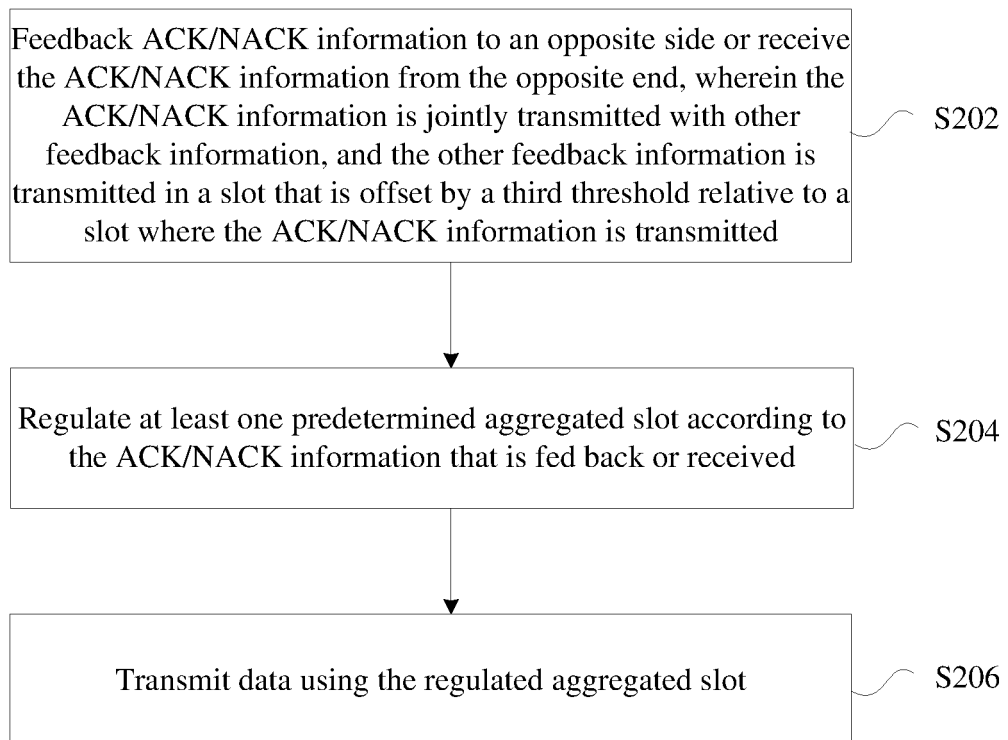 Feedback ACK/NACK information to an opposite side or receive
the ACK/NACK information from the opposite end, wherein the
ACK/NACK information is jointly transmitted with other
feedback information, and the other feedback information is
transmitted in a slot that is offset by a third threshold relative to a
slot where the ACK/NACK information is transmitted
S202
Regulate at least one predetermined aggregated slot according to
the ACK/NACK information that is fed back or received
S204
Transmit data using the regulated aggregated slot
S206